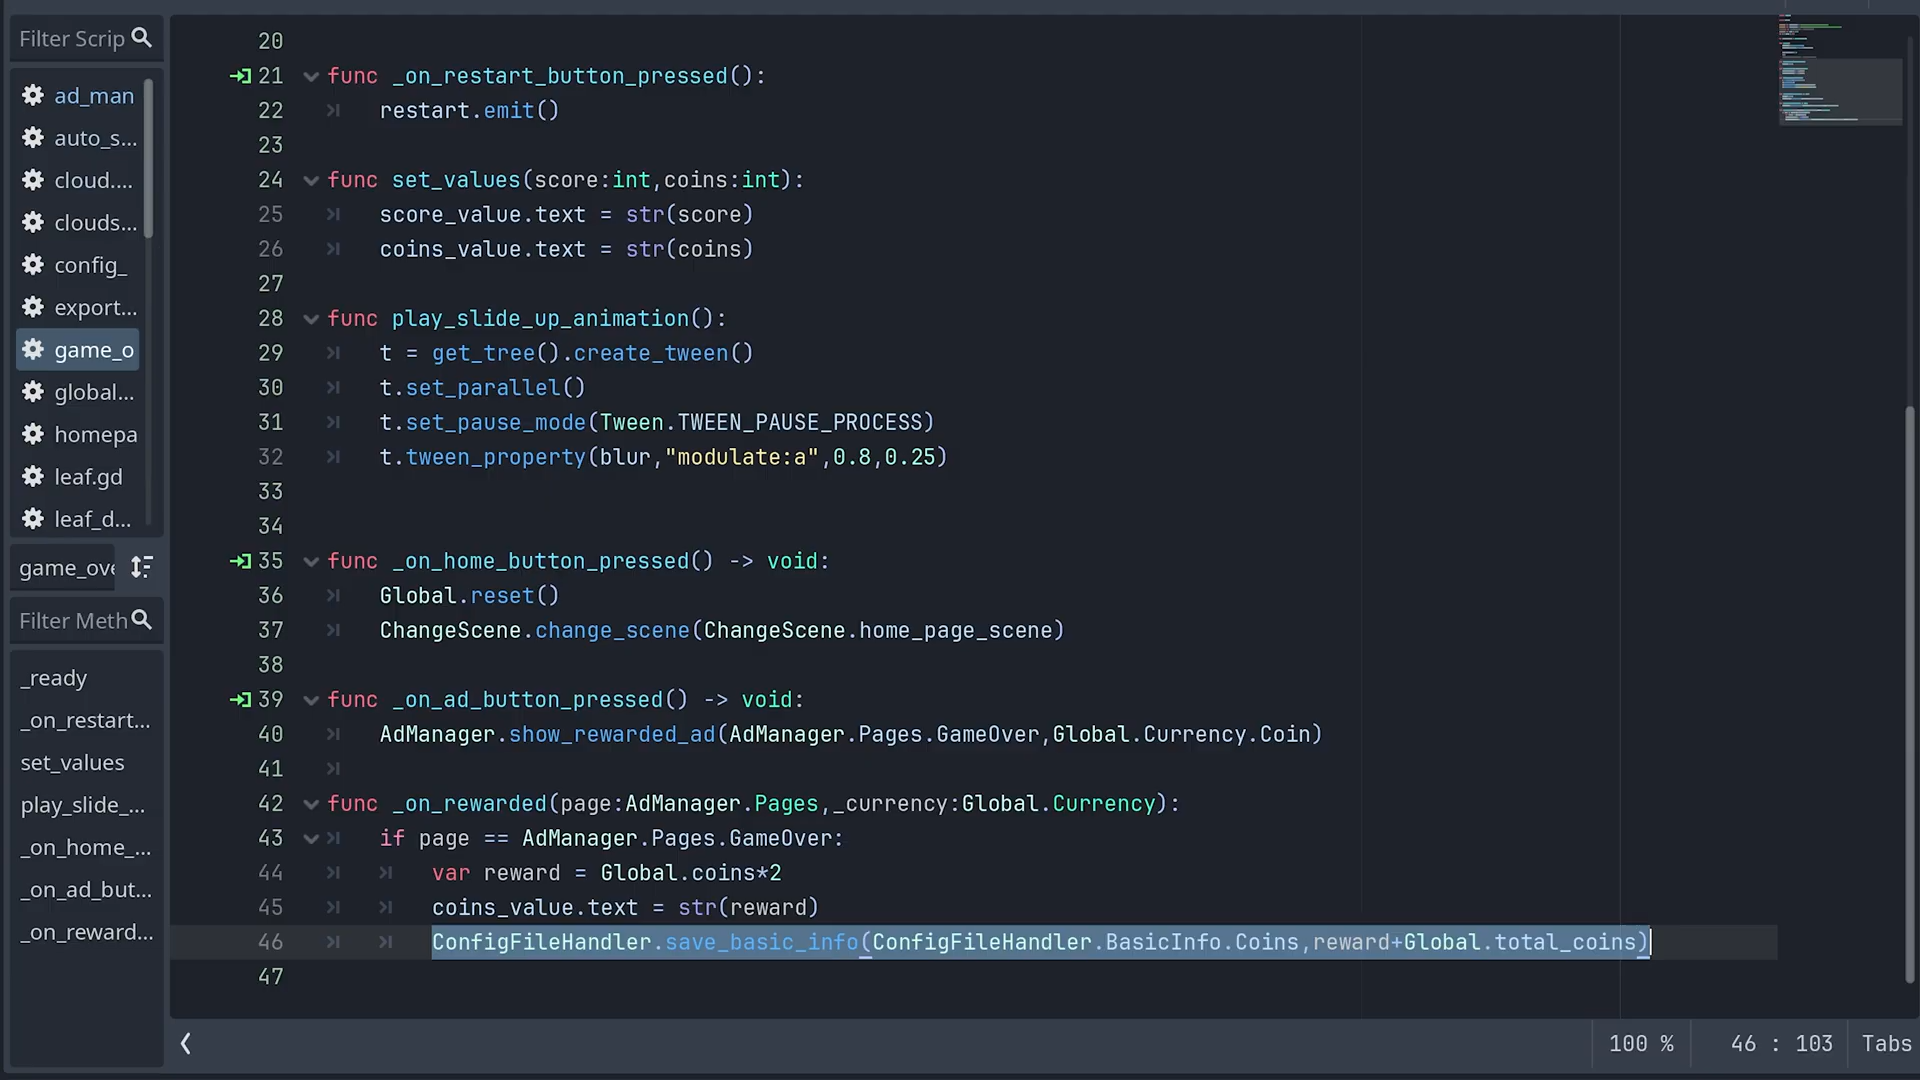 Filter Scrip
ad_man
auto_s...
cloud....
clouds...
config_
export...
game_o
global...
homepa
leaf.gd
leaf_d...
game_ove
Filter Meth
_ready
_on_restart...
set_values
play_slide_...
_on_home_...
_on_ad_but...
_on_reward...
20
21 func _on_restart_button_pressed():
22 restart.emit()
23
24 func set_values(score:int,coins:int):
25 score_value.text = str(score)
26 coins_value.text = str(coins)
27
28 func play_slide_up_animation():
29 t = get_tree().create_tween()
30 t.set_parallel()
31 t.set_pause_mode(Tween.TWEEN_PAUSE_PROCESS)
32 t.tween_property(blur,"modulate:a",0.8,0.25)
33
34
35 func _on_home_button_pressed() -> void:
36 Global.reset()
37 ChangeScene.change_scene(ChangeScene.home_page_scene)
38
39 func _on_ad_button_pressed() -> void:
40 AdManager.show_rewarded_ad(AdManager.Pages.GameOver,Global.Currency.Coin)
41
42 func _on_rewarded(page:AdManager.Pages,_currency:Global.Currency):
43 if page == AdManager.Pages.GameOver:
44 var reward = Global.coins*2
45 coins_value.text = str(reward)
46 ConfigFileHandler.save_basic_info(ConfigFileHandler.BasicInfo.Coins,reward+Global.total_coins)
47
100 % 46 : 103 Tabs